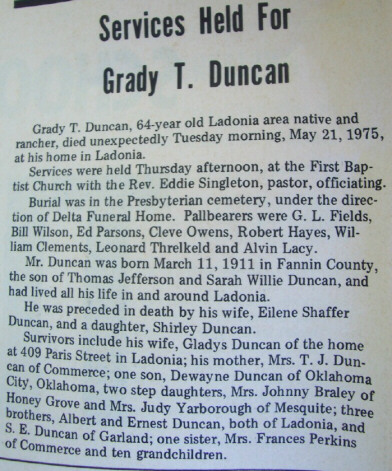 Services Held For
Grady T. Duncan
Grady T. Duncan, 64-year old Ladonia area native and
rancher, died unexpectedly Tuesday morning, May 21, 1975,
at his home in Ladonia.
Services were held Thursday afternoon, at the First Bap-
tist Church with the Rev. Eddie Singleton, pastor, officiating.
Burial was in the Presbyterian cemetery, under the direc-
tion of Delta Funeral Home. Pallbearers were G. L. Fields,
Bill Wilson, Ed Parsons, Cleve Owens, Robert Hayes, Wil-
liam Clements, Leonard Threlkeld and Alvin Lacy.
Mr. Duncan was born March 11, 1911 in Fannin County,
the son of Thomas Jefferson and Sarah Willie Duncan, and
had lived all his life in and around Ladonia.
He was preceded in death by his wife, Eilene Shaffer
Duncan, and a daughter, Shirley Duncan.
Survivors include his wife, Gladys Duncan of the home
at 409 Paris Street in Ladonia; his mother, Mrs. T. J. Dun-
can of Commerce; one son, Dewayne Duncan of Oklahoma
City, Oklahoma, two step daughters, Mrs. Johnny Braley of
Honey Grove and Mrs. Judy Yarborough of Mesquite; three
brothers, Albert and Ernest Duncan, both of Ladonia, and
S. E. Duncan of Garland; one sister, Mrs. Frances Perkins
of Commerce and ten grandchildren.